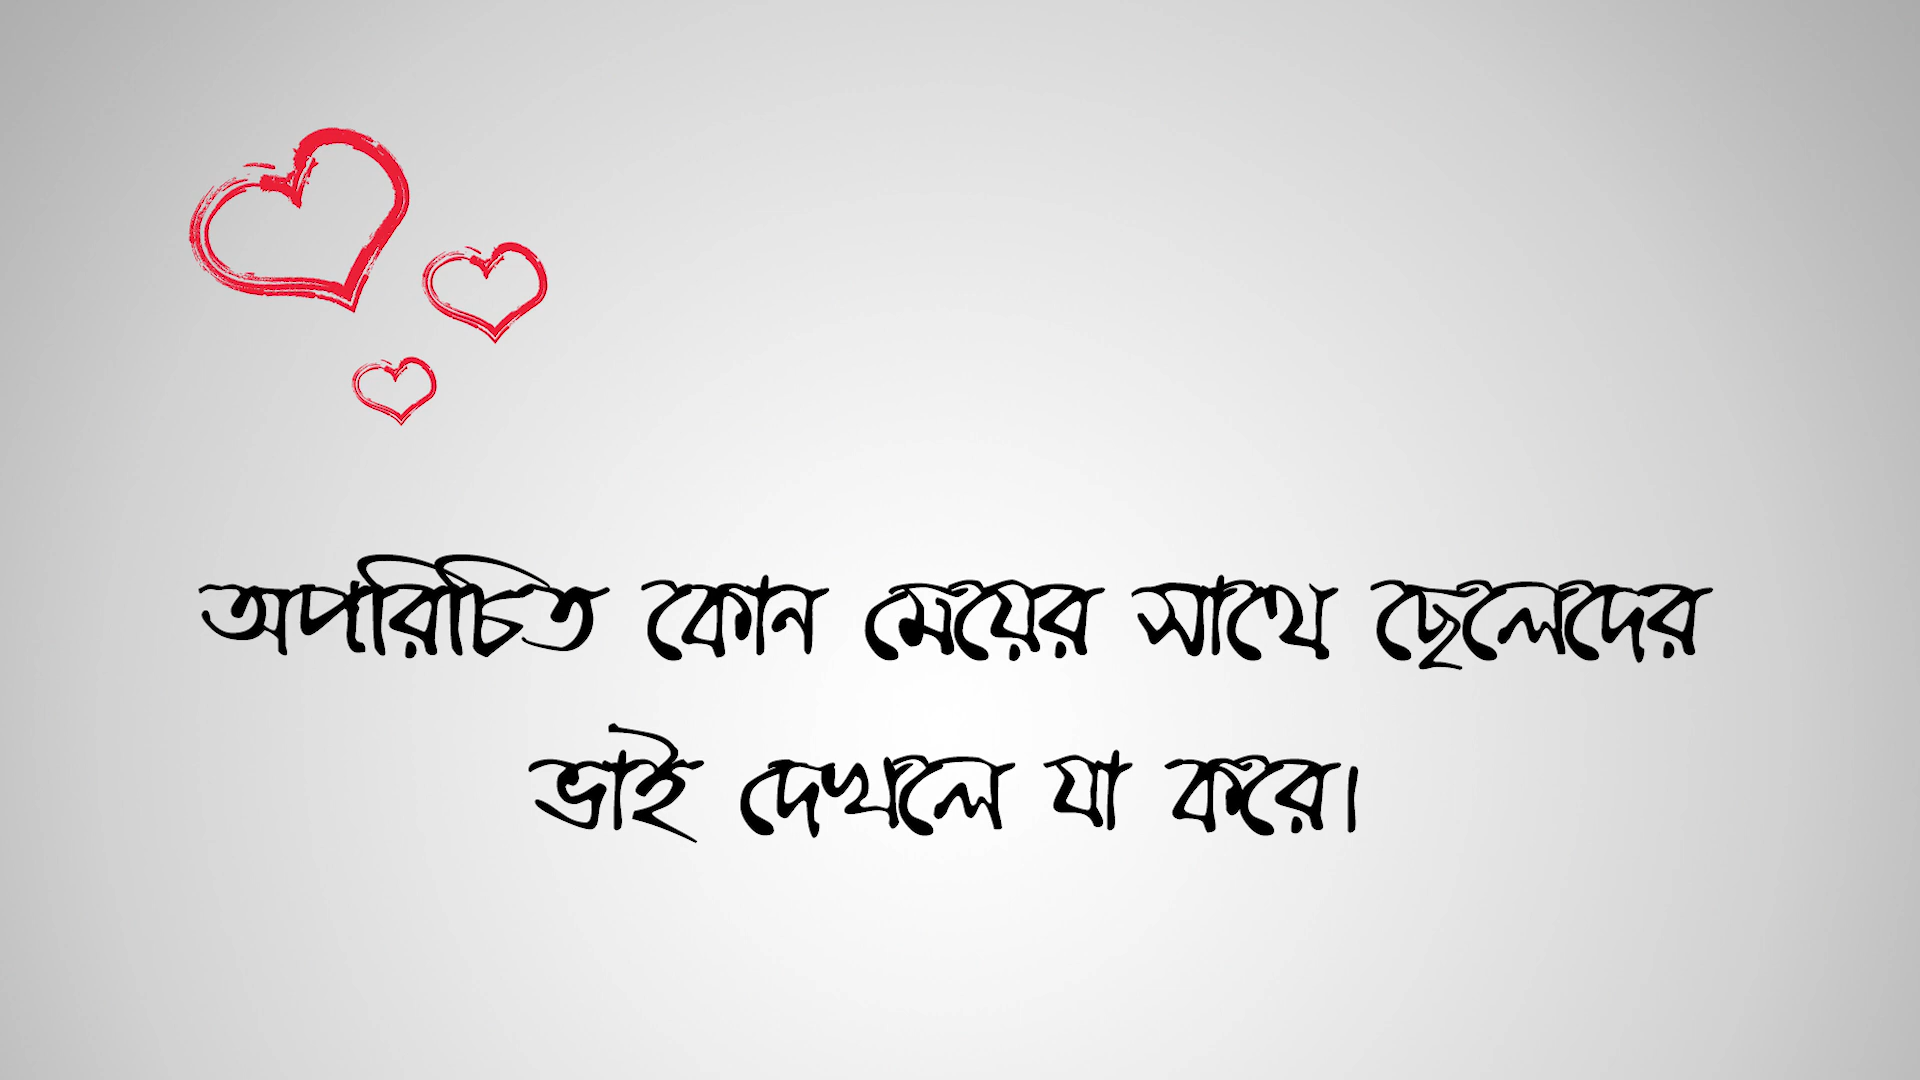 অপরিচিত কোন মেয়ের সাথে ছেলেদের
ভাই দেখলে যা করে।